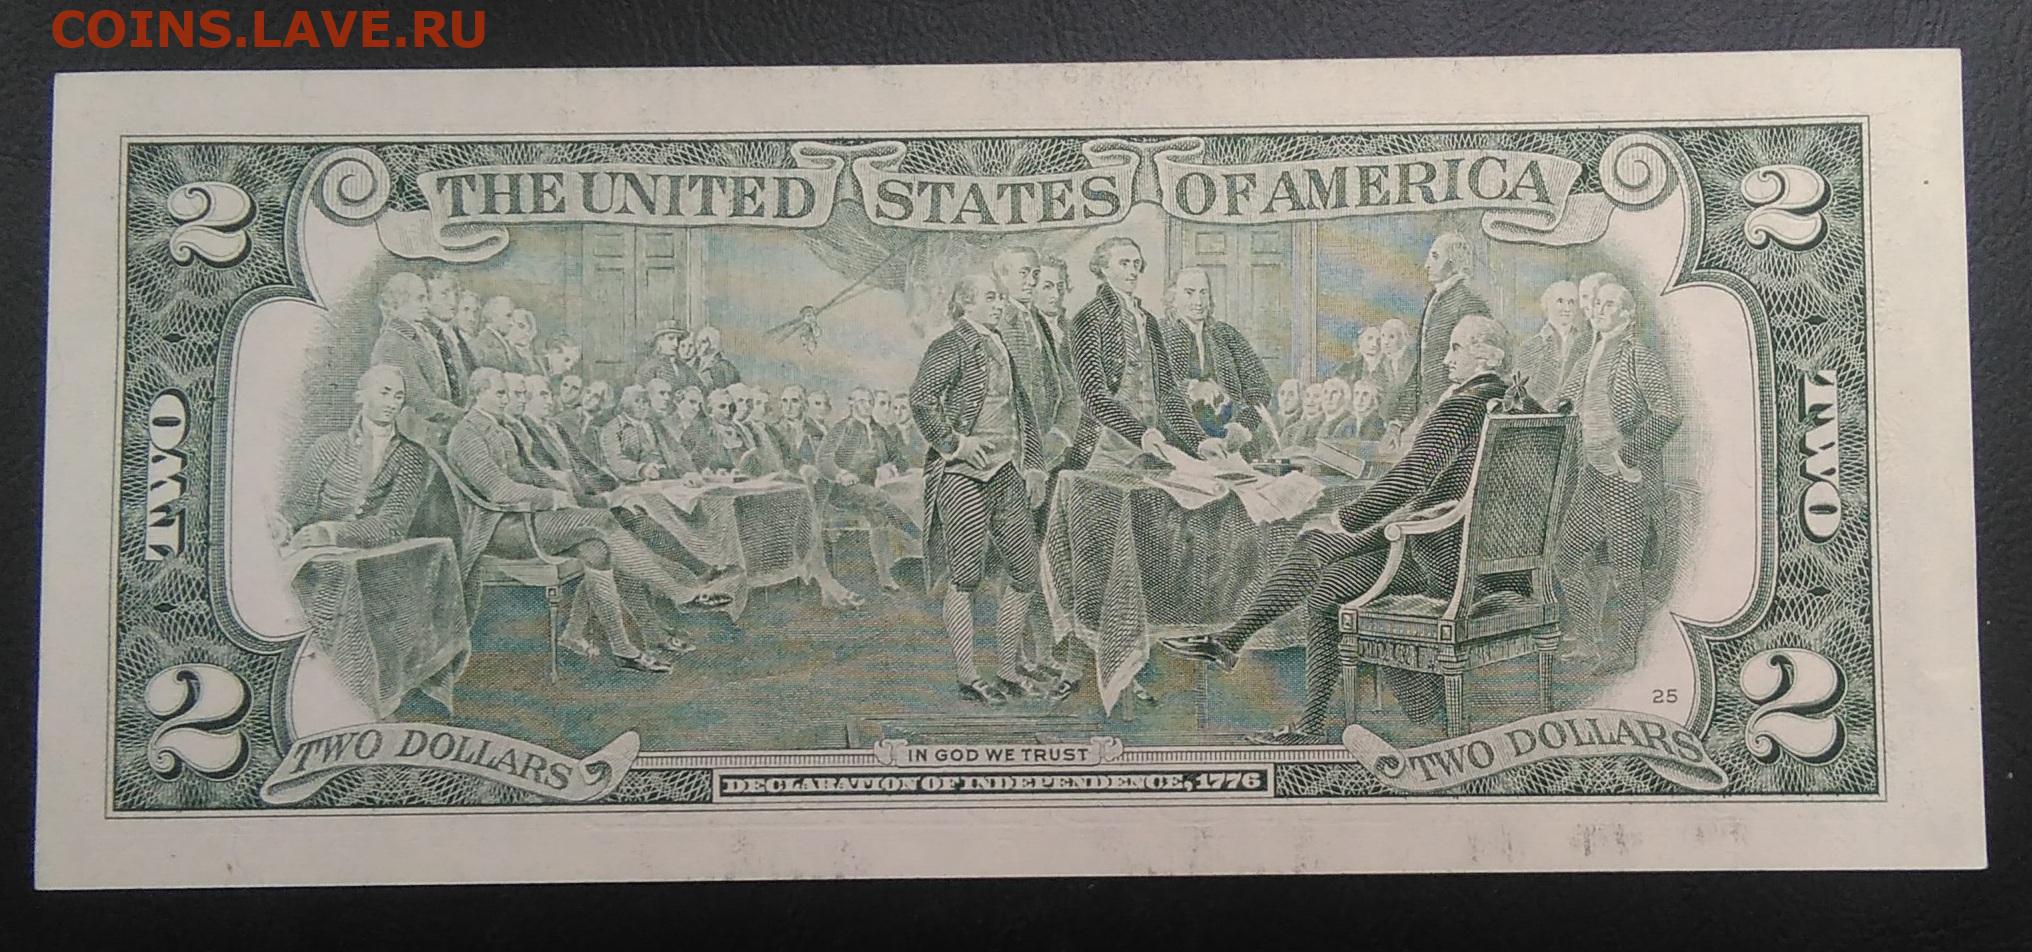 COINS.LAVE.RU
2 THE UNITED STATES OF AMERICA 2
TWO TWO
25
2 TWO DOLLARS IN GOD WE TRUST TWO DOLLARS 2
DECLARATION OF INDEPENDENCE, 1776